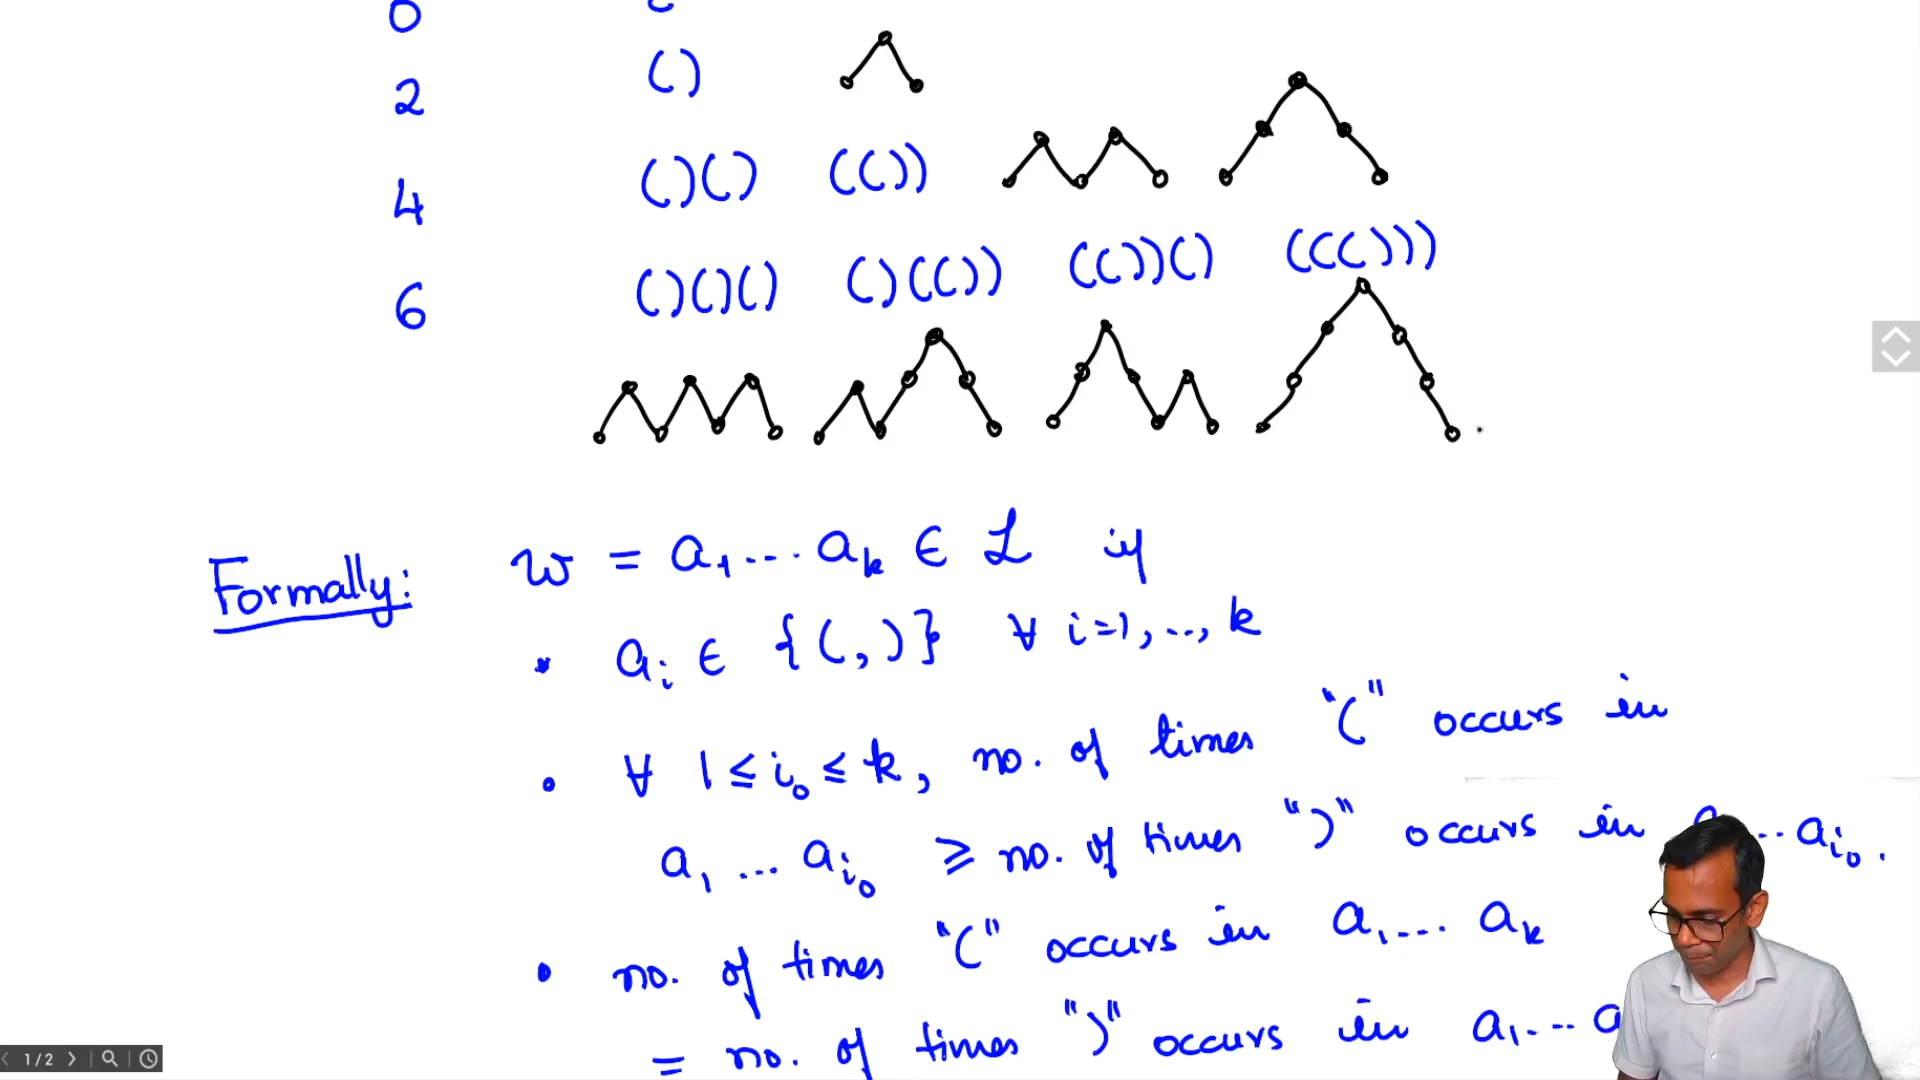 0
2 ()
4 ()() (())
6 ()()() ()(()) (())() ((()))
Formally: w = a₁ ... aₖ ∈ L if
• aᵢ ∈ {(,)} ∀ i=1,..,k
• ∀ 1 ≤ i₀ ≤ k, no. of times "(" occurs in
a₁ ... aᵢ₀ ≥ no. of times ")" occurs in ... aᵢ₀.
• no. of times "(" occurs in a₁... aₖ
= no. of times ")" occurs in a₁...
1/2